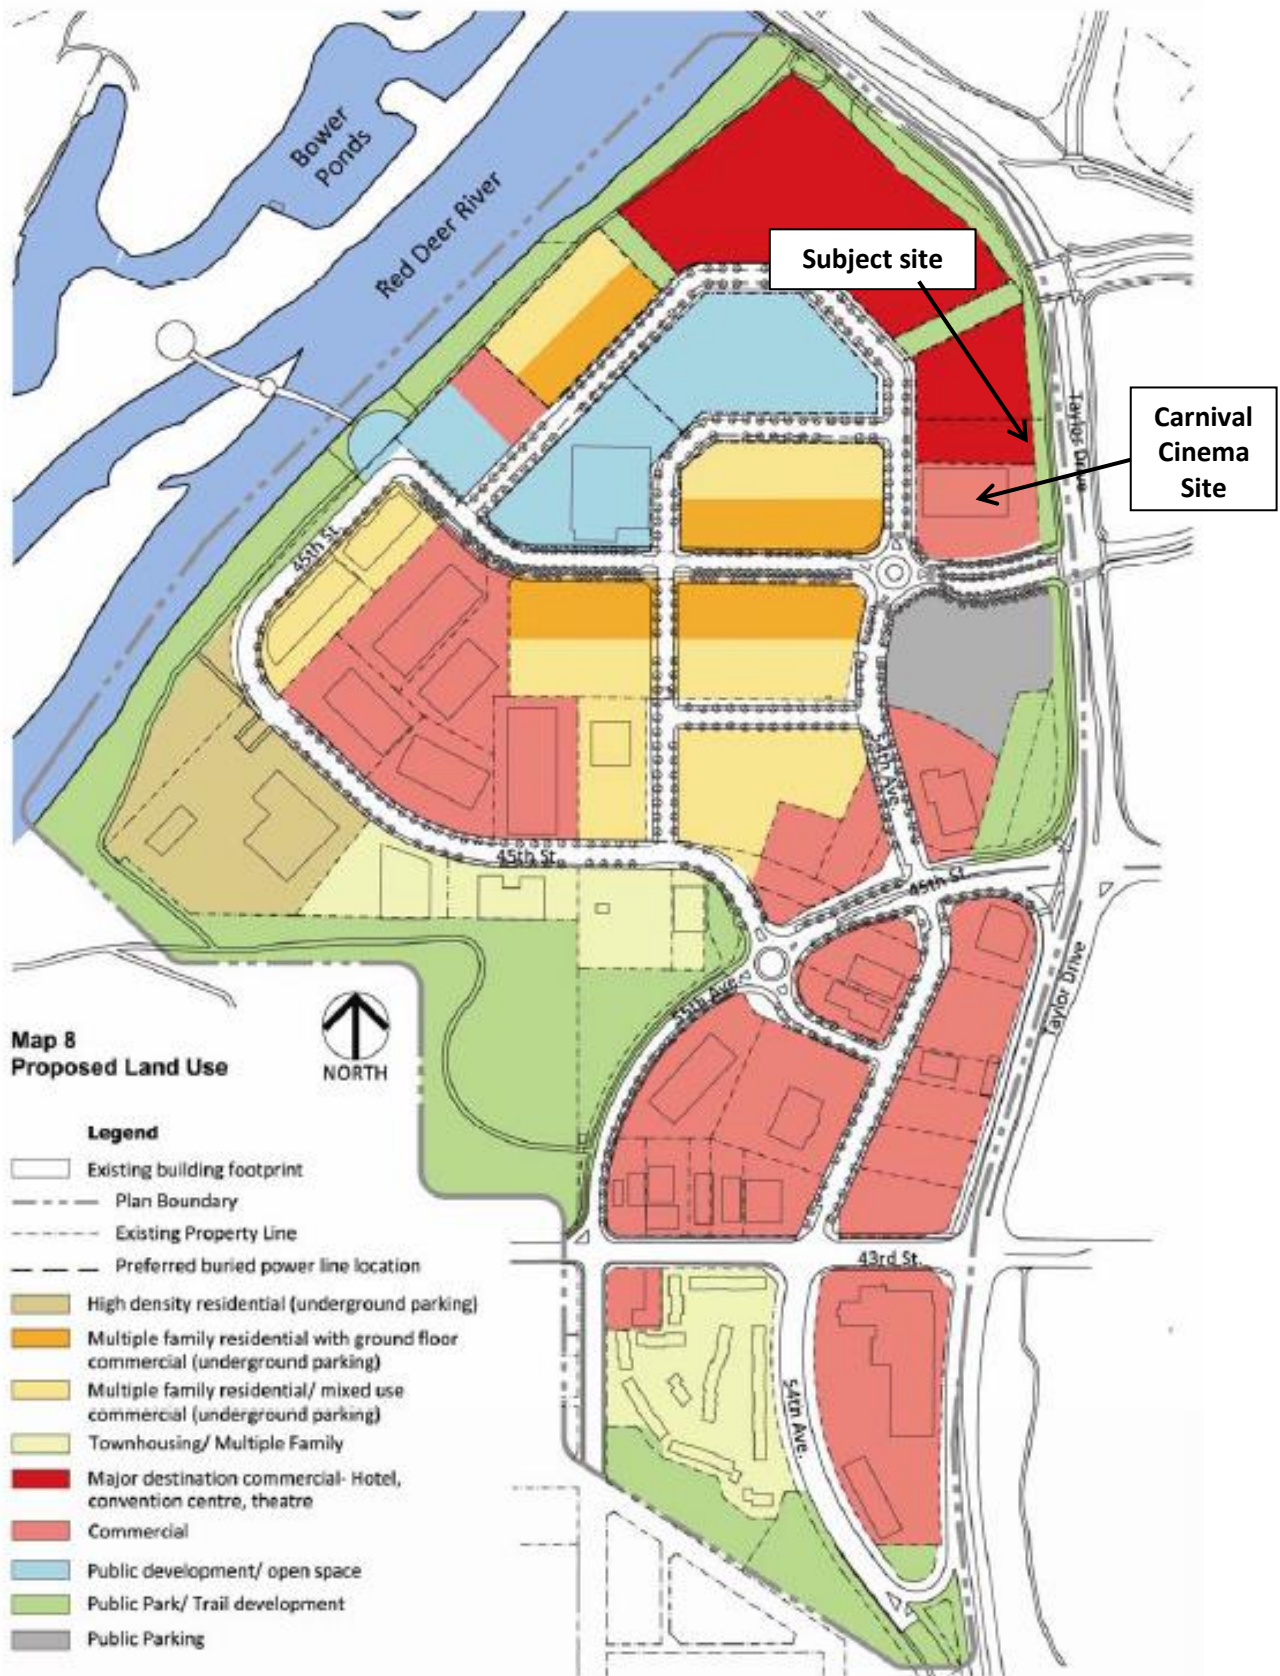 Bower
Ponds
Red Deer River
Subject site
Carnival
Cinema
Site
Taylor Drive
45th St.
54th Ave.
45th St.
45th St.
55th Ave.
Taylor Drive
Map 8
Proposed Land Use
NORTH
43rd St.
54th Ave.
Legend
Existing building footprint
Plan Boundary
Existing Property Line
Preferred buried power line location
High density residential (underground parking)
Multiple family residential with ground floor
commercial (underground parking)
Multiple family residential/ mixed use
commercial (underground parking)
Townhousing/ Multiple Family
Major destination commercial- Hotel,
convention centre, theatre
Commercial
Public development/ open space
Public Park/ Trail development
Public Parking